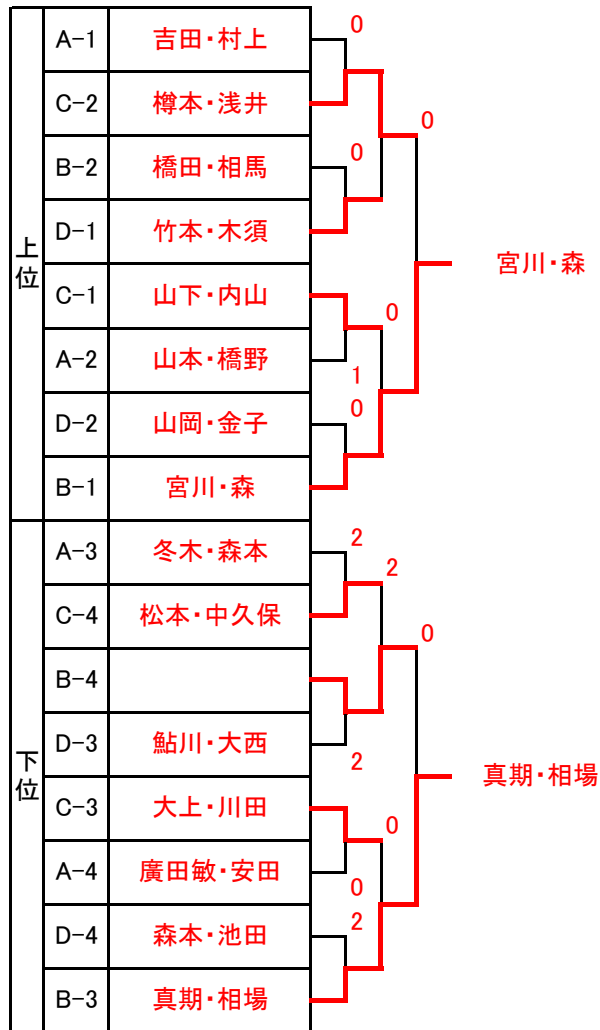 上位
A-1 吉田・村上 0
C-2 樽本・浅井
0
B-2 橋田・相馬 0
D-1 竹本・木須
宮川・森
C-1 山下・内山 0
A-2 山本・橋野 1
D-2 山岡・金子 0
B-1 宮川・森
下位
A-3 冬木・森本 2
2
C-4 松本・中久保
0
B-4
D-3 鮎川・大西 2
真期・相場
C-3 大上・川田 0
A-4 廣田敏・安田 0
D-4 森本・池田 2
B-3 真期・相場